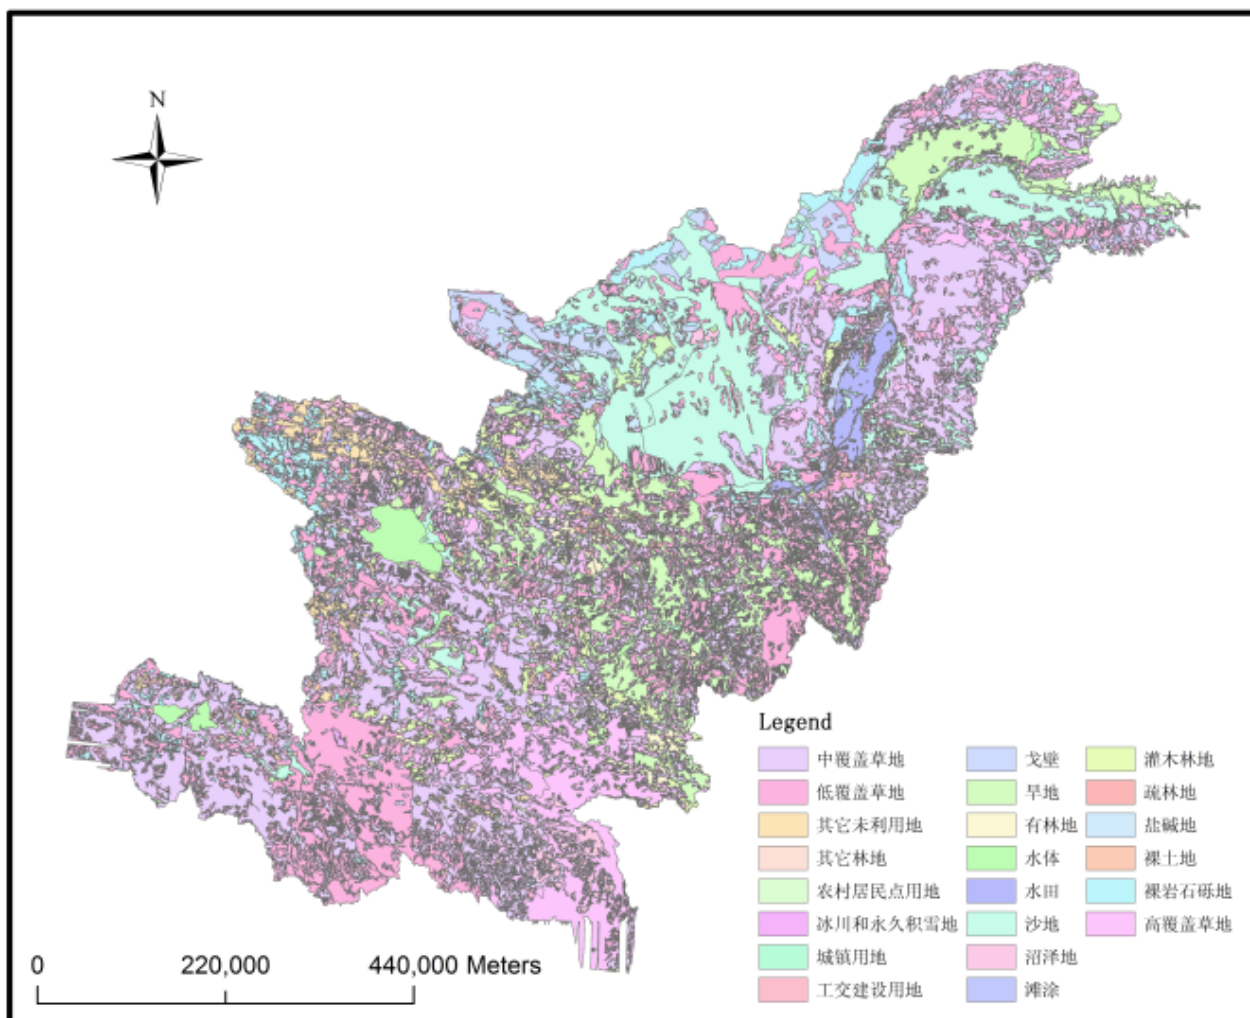 N
Legend
中覆盖草地
低覆盖草地
其它未利用地
其它林地
农村居民点用地
冰川和永久积雪地
城镇用地
工交建设用地
戈壁
旱地
有林地
水体
水田
沙地
沼泽地
滩涂
灌木林地
疏林地
盐碱地
裸土地
裸岩石砾地
高覆盖草地
0 220,000 440,000 Meters